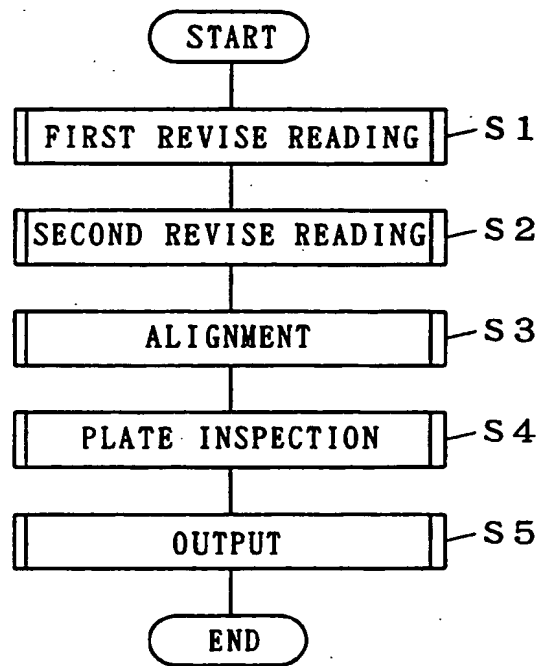 START
FIRST REVISE READING S1
SECOND REVISE READING S2
ALIGNMENT S3
PLATE INSPECTION S4
OUTPUT S5
END